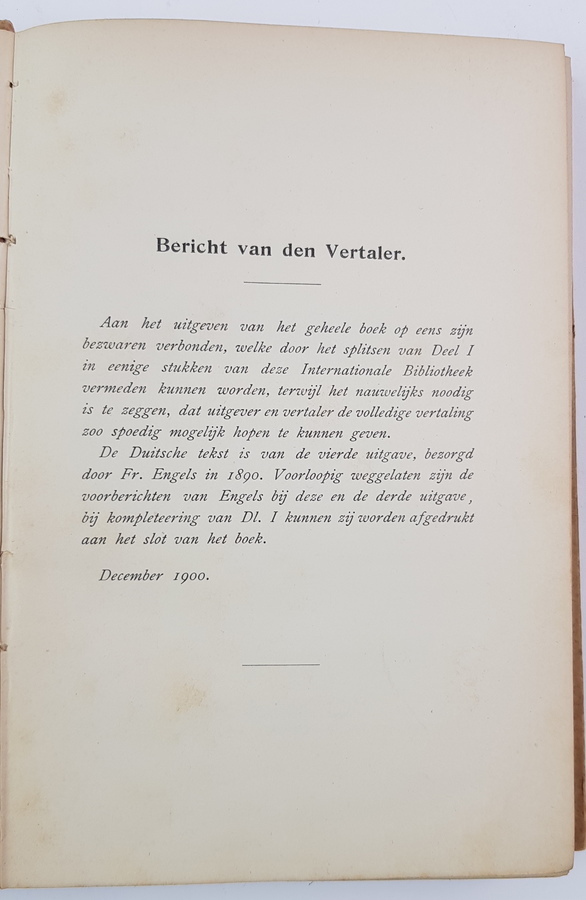 Bericht van den Vertaler.
Aan het uitgeven van het geheele boek op eens zijn
bezwaren verbonden, welke door het splitsen van Deel I
in eenige stukken van deze Internationale Bibliotheek
vermeden kunnen worden, terwijl het nauwelijks noodig
is te zeggen, dat uitgever en vertaler de volledige vertaling
zoo spoedig mogelijk hopen te kunnen geven.
De Duitsche tekst is van de vierde uitgave, bezorgd
door Fr. Engels in 1890. Voorloopig weggelaten zijn de
voorberichten van Engels bij deze en de derde uitgave,
bij kompleteering van Dl. I kunnen zij worden afgedrukt
aan het slot van het boek.
December 1900.